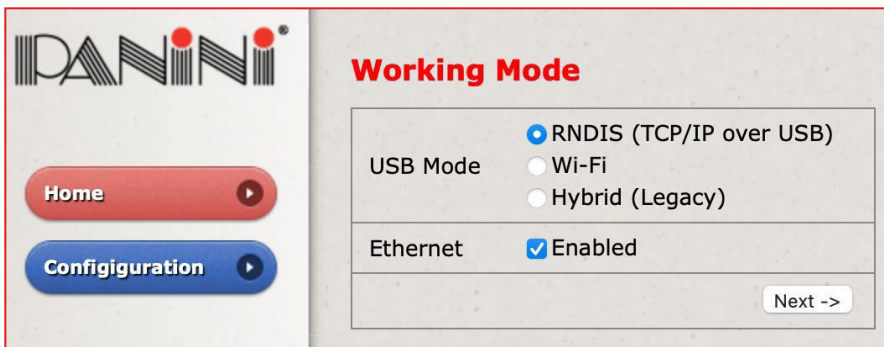 PANINI®
Home
Configiguration
Working Mode
USB Mode
RNDIS (TCP/IP over USB)
Wi-Fi
Hybrid (Legacy)
Ethernet
Enabled
Next ->